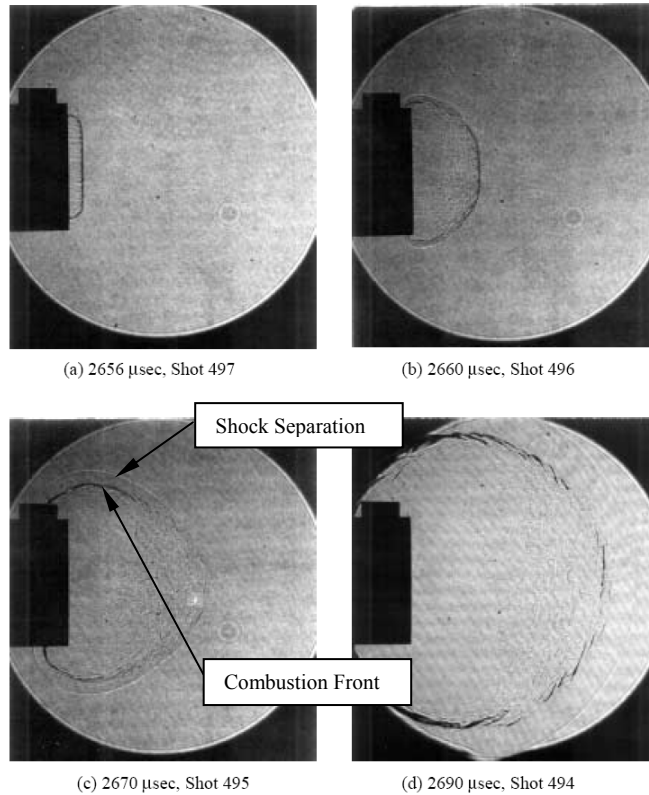 (a) 2656 µsec, Shot 497
(b) 2660 µsec, Shot 496
Shock Separation
Combustion Front
(c) 2670 µsec, Shot 495
(d) 2690 µsec, Shot 494